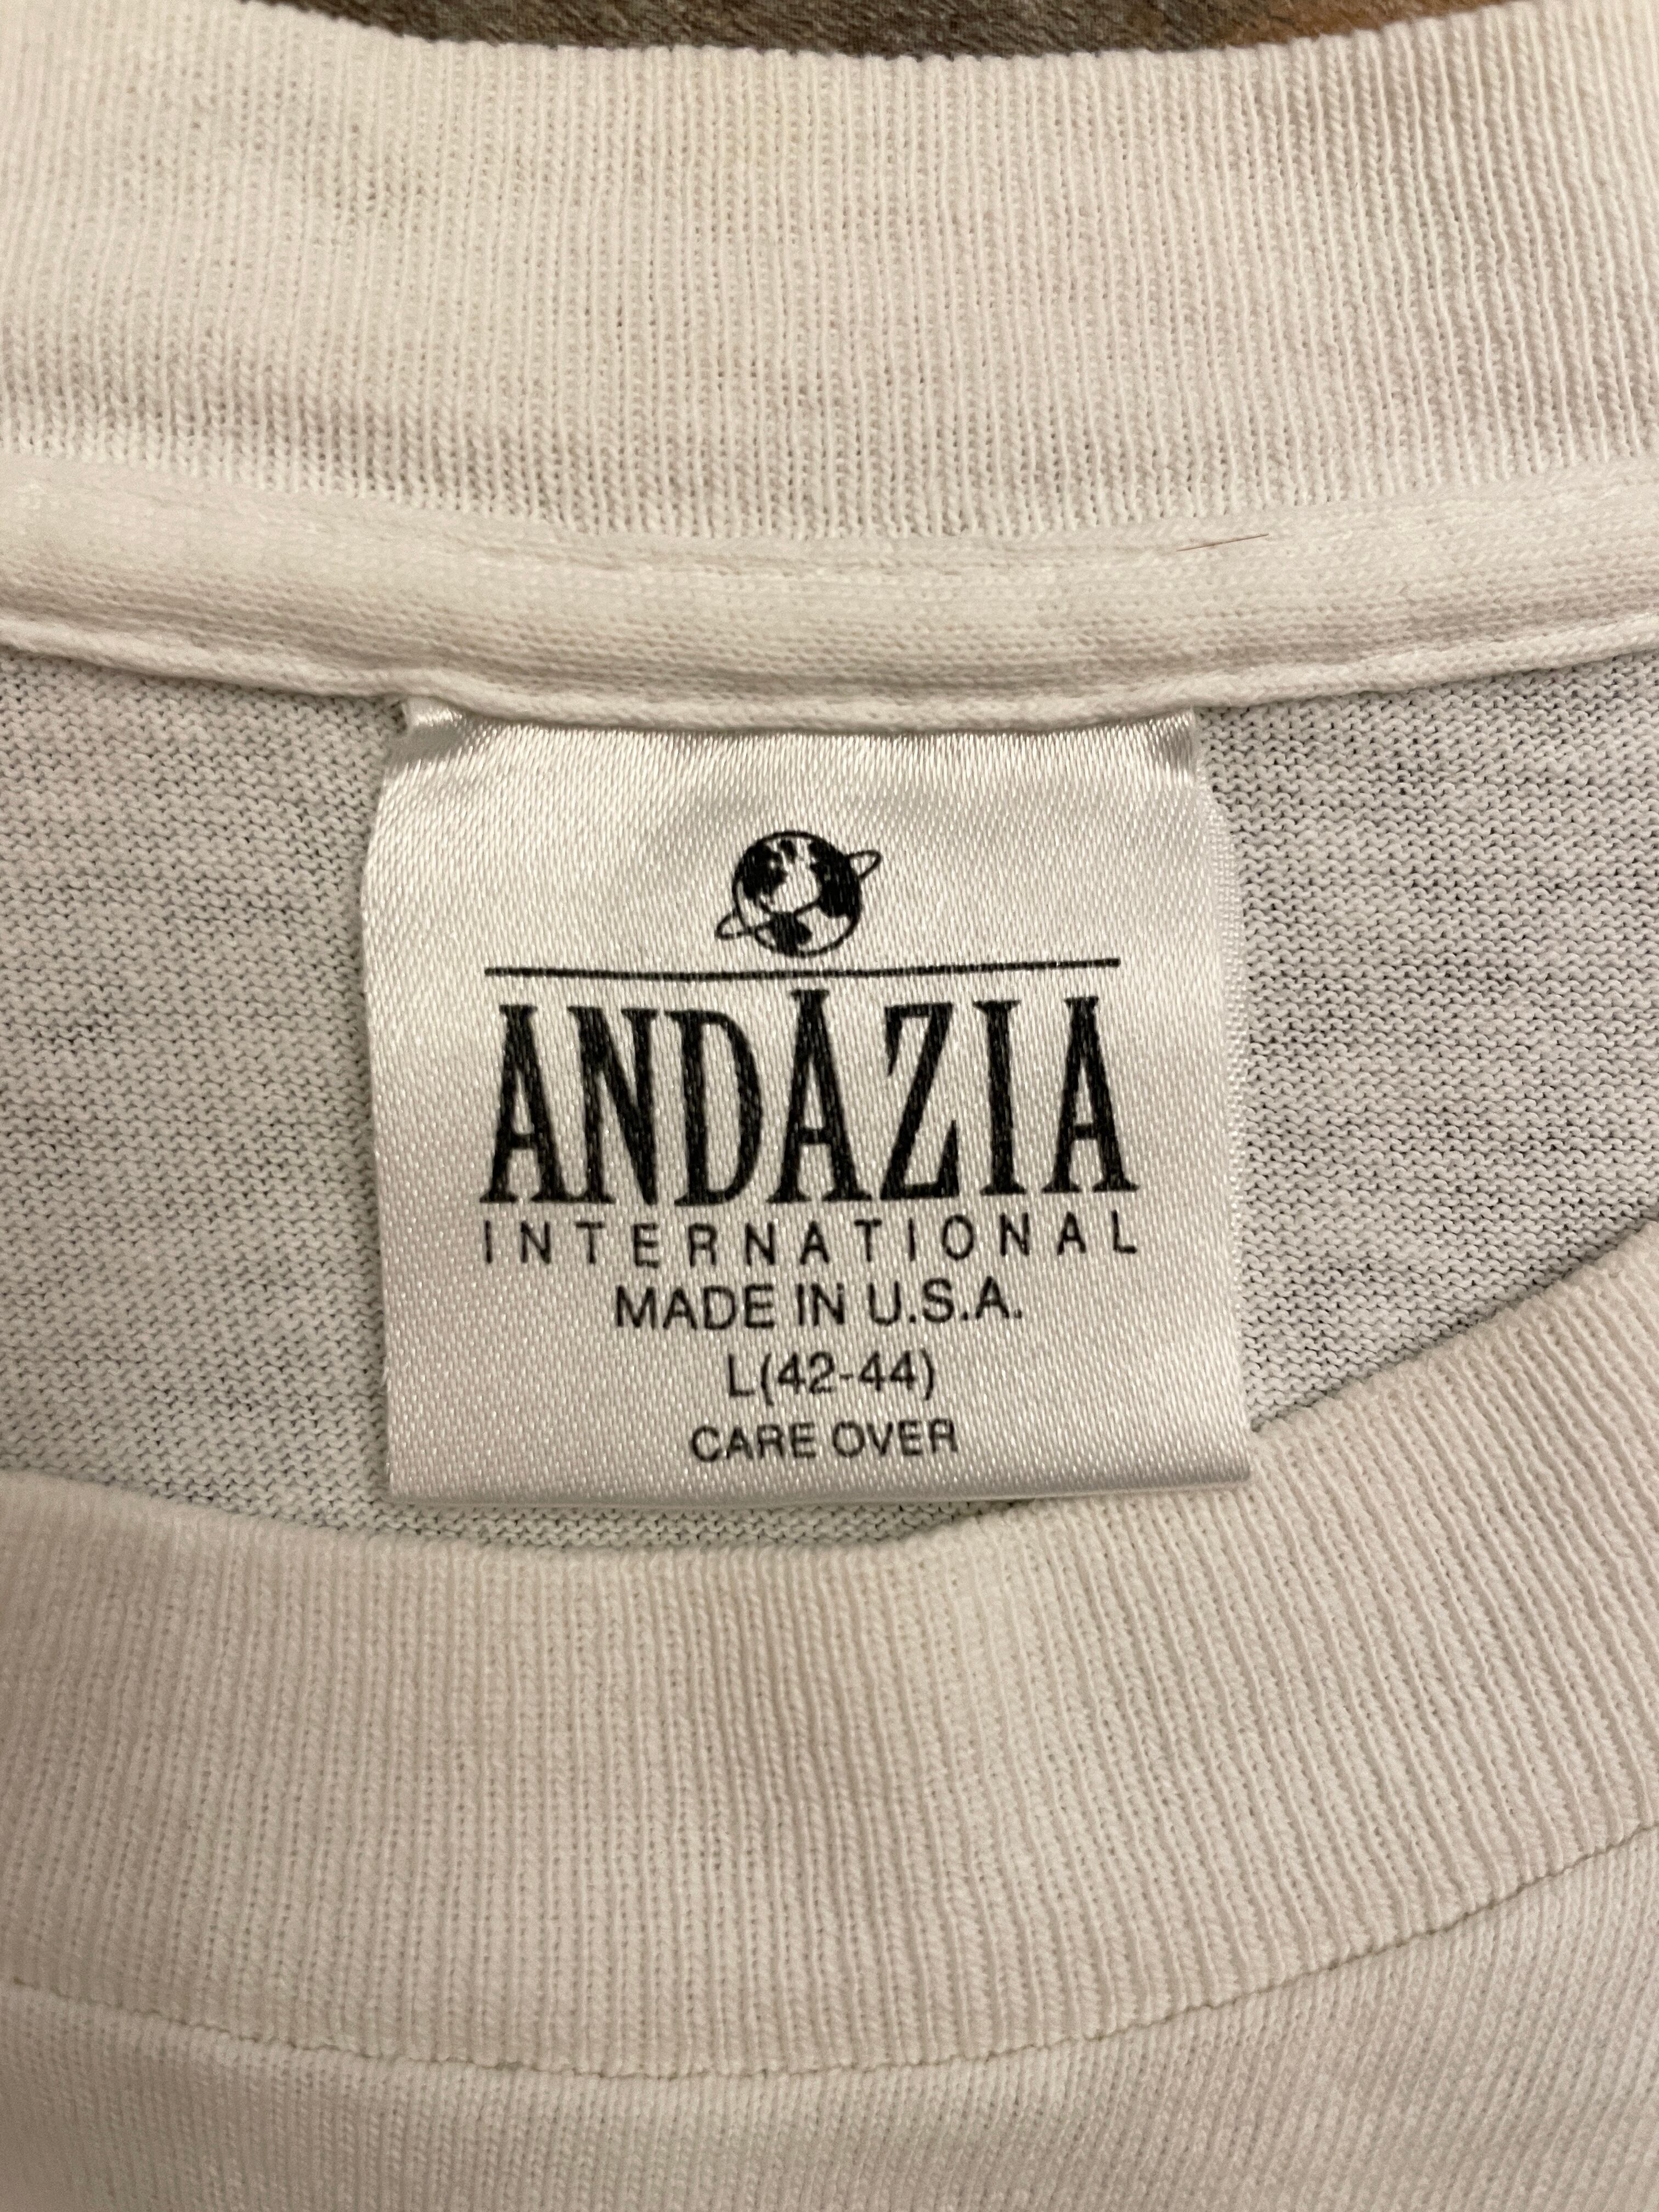 ANDAZIA
INTERNATIONAL
MADE IN U.S.A.
L(42-44)
CARE OVER